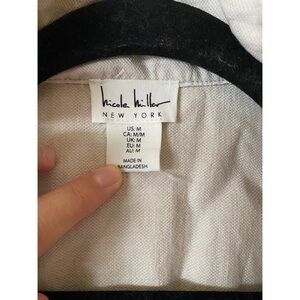 nicole miller
NEW YORK
US: M
CA: M/M
UK: M
EU: M
AU: M
MADE IN
BANGLADESH